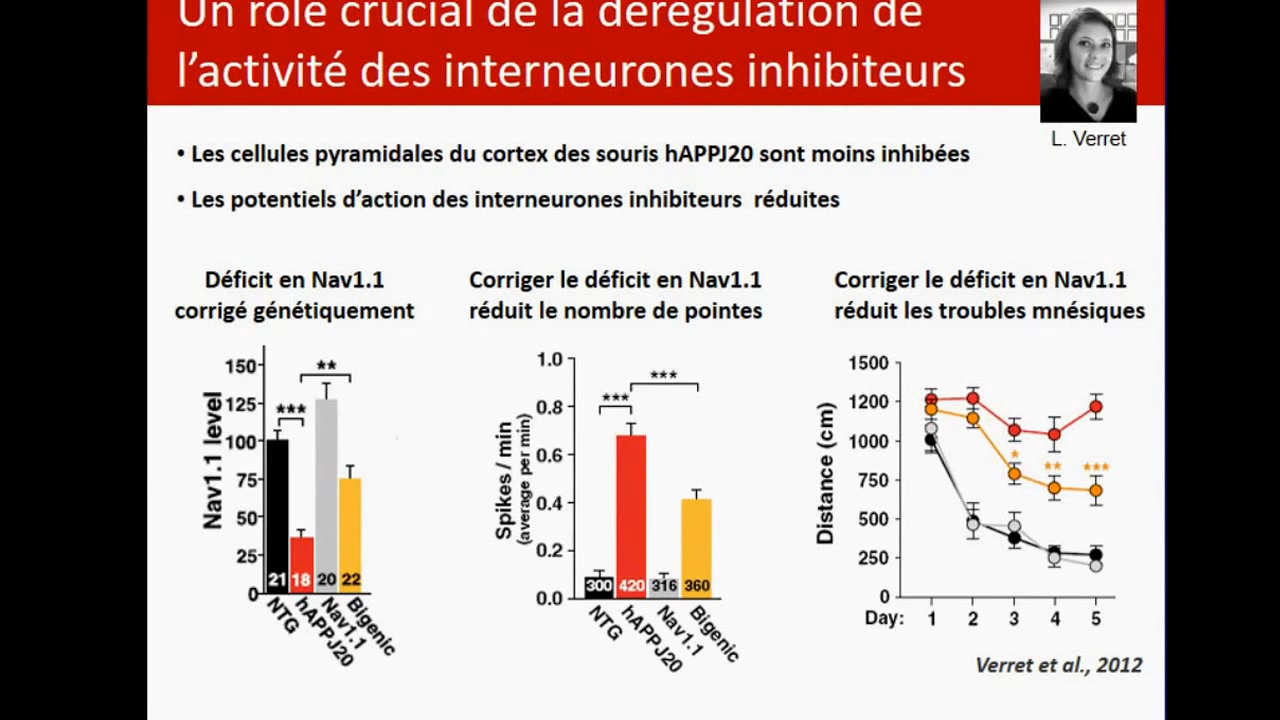 Un rôle crucial de la dérégulation de
l’activité des interneurones inhibiteurs
L. Verret
• Les cellules pyramidales du cortex des souris hAPPJ20 sont moins inhibées
• Les potentiels d’action des interneurones inhibiteurs réduites
Déficit en Nav1.1
corrigé génétiquement
Nav1.1 level
150
125
100
75
50
25
0
***
**
21 18 20 22
NTG
hAPPJ20
Nav1.1
Bigenic
Corriger le déficit en Nav1.1
réduit le nombre de pointes
Spikes / min
(average per min)
1.0
0.8
0.6
0.4
0.2
0.0
***
***
300 420 316 360
NTG
hAPPJ20
Nav1.1
Bigenic
Corriger le déficit en Nav1.1
réduit les troubles mnésiques
Distance (cm)
1500
1200
1000
750
500
250
0
* ** ***
Day: 1 2 3 4 5
Verret et al., 2012